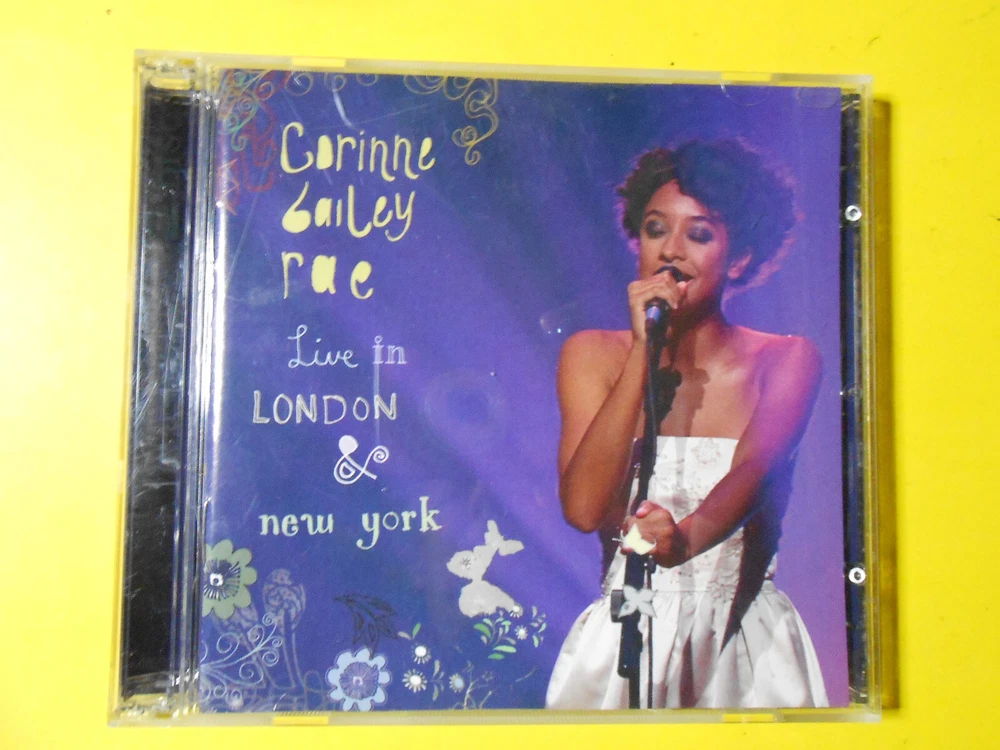 Corinne
bailey
rae
Live in
LONDON
&
new york